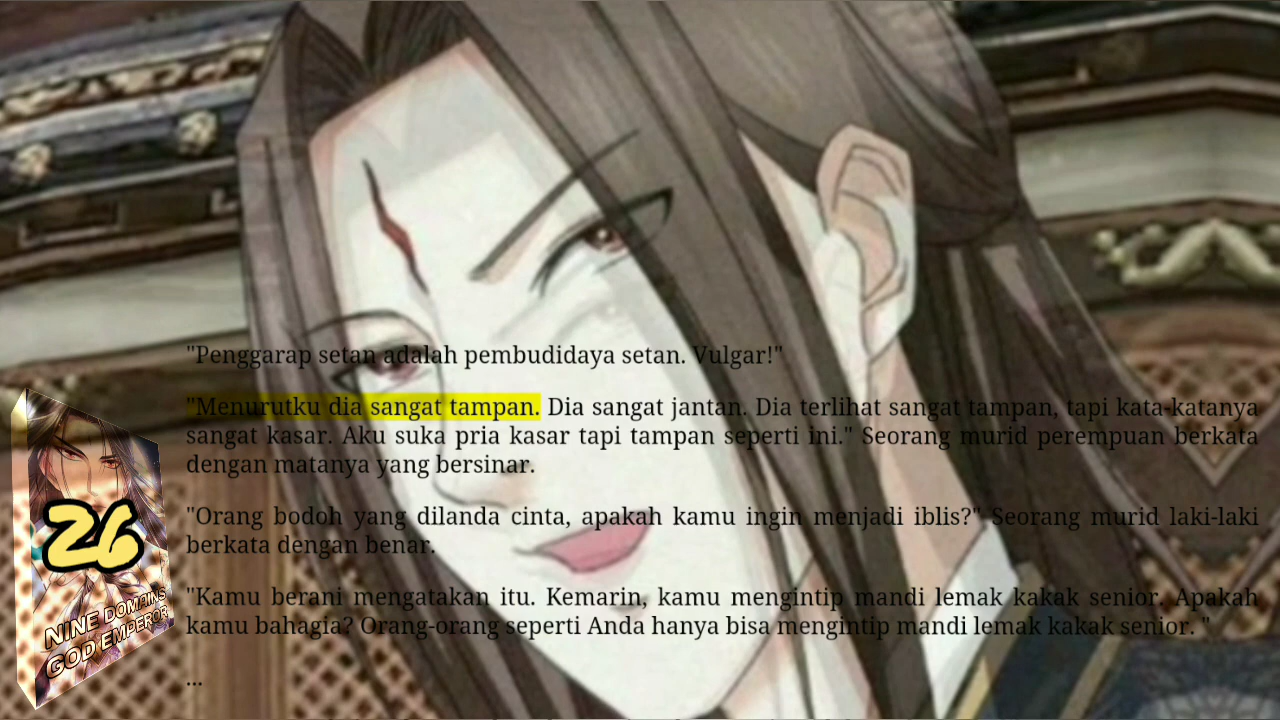 "Penggarap setan adalah pembudidaya setan. Vulgar!"
"Menurutku dia sangat tampan. Dia sangat jantan. Dia terlihat sangat tampan, tapi kata-katanya
sangat kasar. Aku suka pria kasar tapi tampan seperti ini." Seorang murid perempuan berkata
dengan matanya yang bersinar.
"Orang bodoh yang dilanda cinta, apakah kamu ingin menjadi iblis?" Seorang murid laki-laki
berkata dengan benar.
"Kamu berani mengatakan itu. Kemarin, kamu mengintip mandi lemak kakak senior. Apakah
kamu bahagia? Orang-orang seperti Anda hanya bisa mengintip mandi lemak kakak senior. "
...
26
NINE DOMAINS
GOD EMPEROR